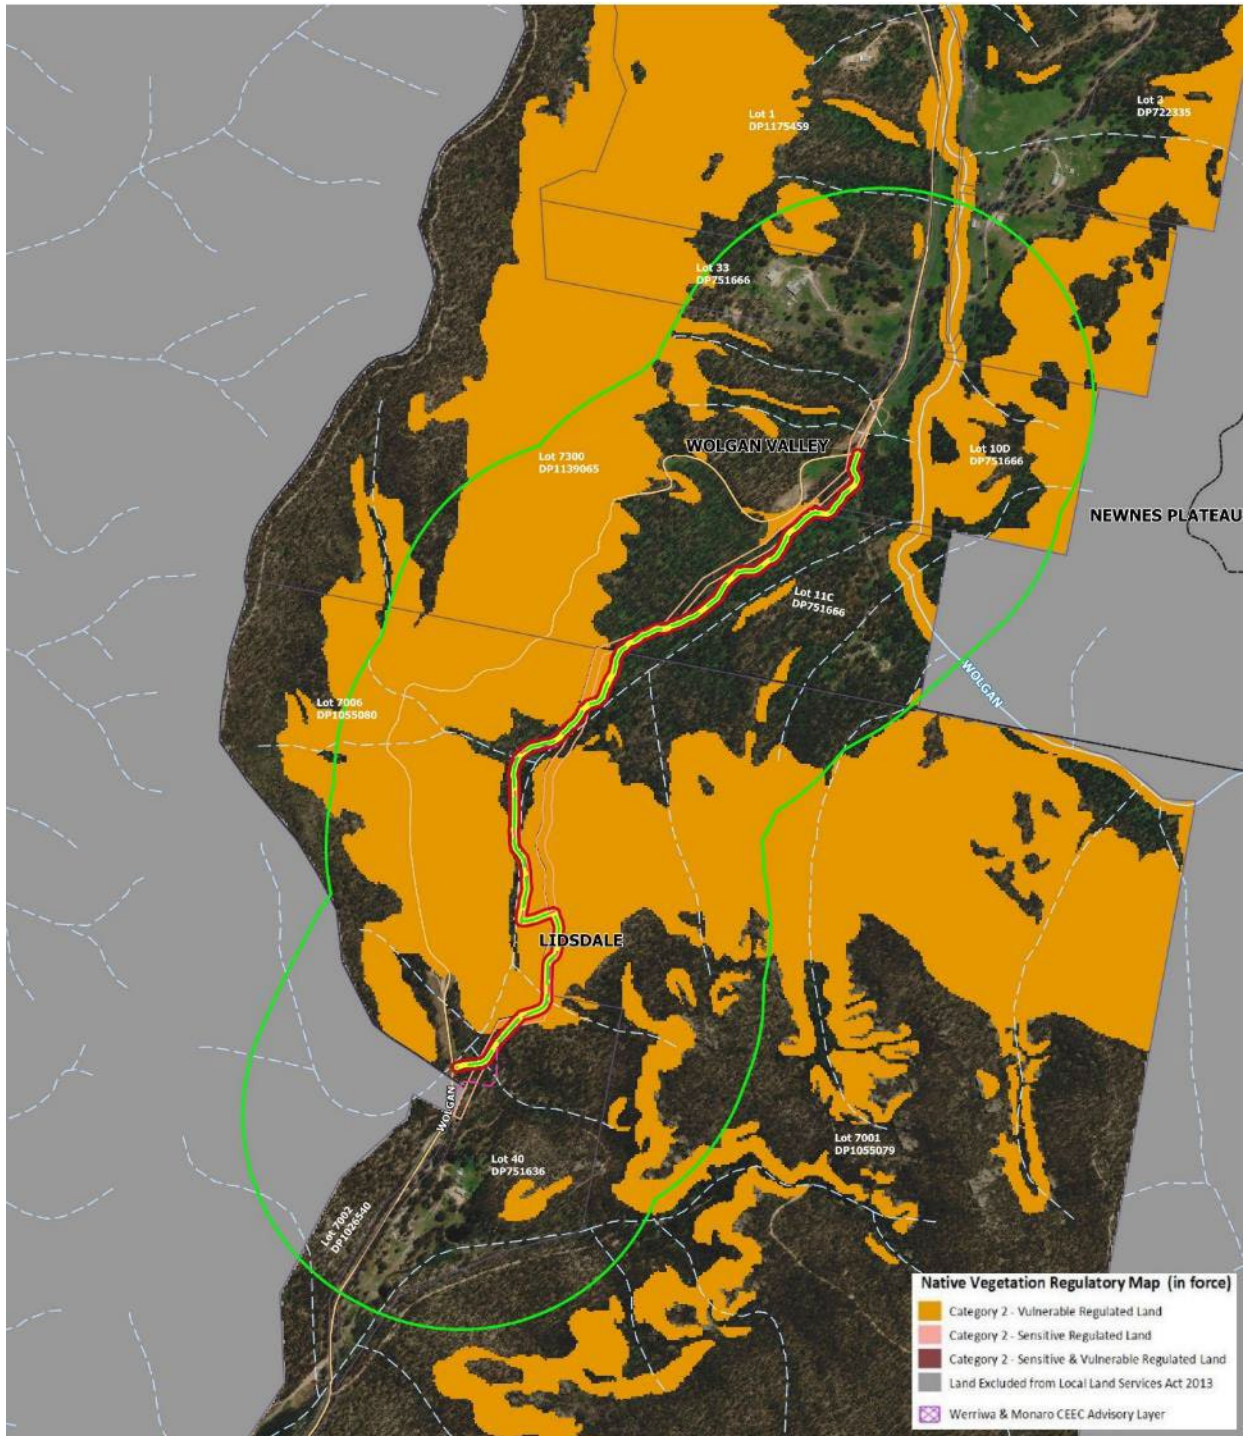 Lot 1
DP1175459
Lot 3
DP722335
Lot 33
DP751666
WOLGAN VALLEY
Lot 7300
DP1139065
Lot 10D
DP751666
NEWNES PLATEAU
Lot 11C
DP751666
WOLGAN
Lot 7006
DP1055080
LIDSDALE
WOLGAN
Lot 7001
DP1055079
Lot 40
DP751636
Lot 7002
DP1026540
Native Vegetation Regulatory Map (in force)
Category 2 - Vulnerable Regulated Land
Category 2 - Sensitive Regulated Land
Category 2 - Sensitive & Vulnerable Regulated Land
Land Excluded from Local Land Services Act 2013
Werriwa & Monaro CEEC Advisory Layer